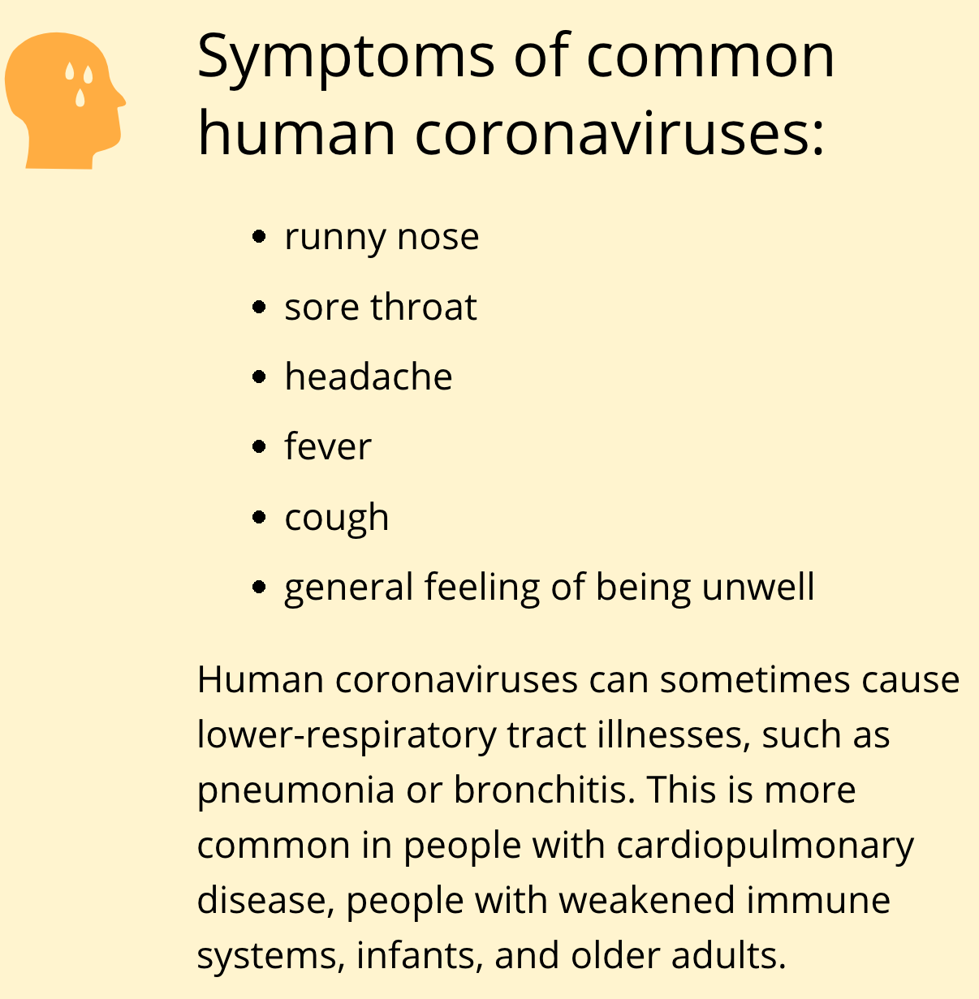 Symptoms of common
human coronaviruses:
• runny nose
• sore throat
• headache
• fever
• cough
• general feeling of being unwell
Human coronaviruses can sometimes cause
lower-respiratory tract illnesses, such as
pneumonia or bronchitis. This is more
common in people with cardiopulmonary
disease, people with weakened immune
systems, infants, and older adults.